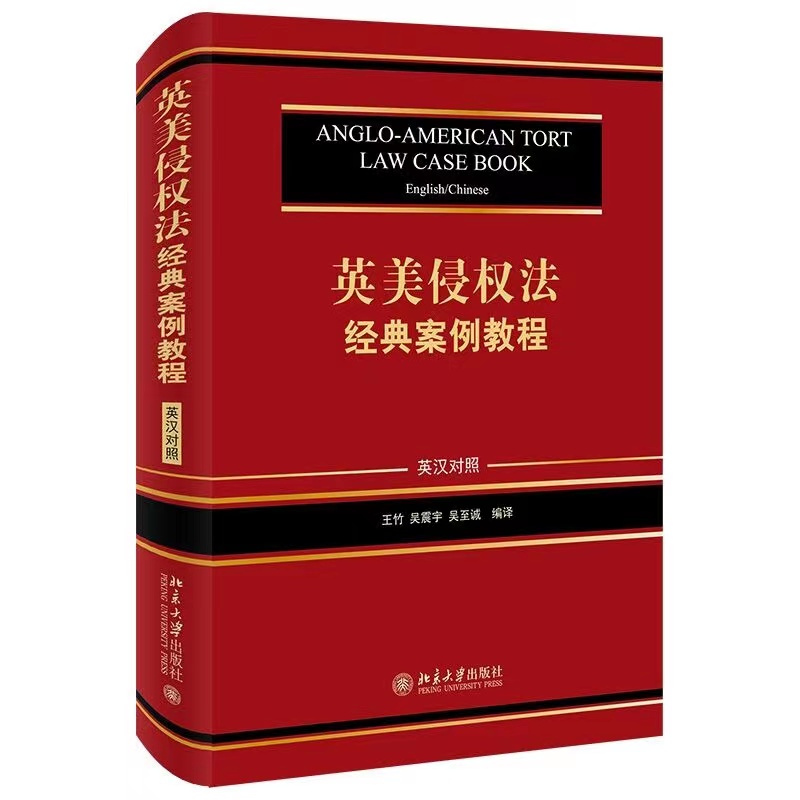 ANGLO-AMERICAN TORT
LAW CASE BOOK
English/Chinese
英美侵权法
经典案例教程
英汉对照
王竹 吴震宇 吴至诚 编译
北京大学出版社
PEKING UNIVERSITY PRESS
英美侵权法经典案例教程
英汉对照
北京大学出版社
PEKING UNIVERSITY PRESS